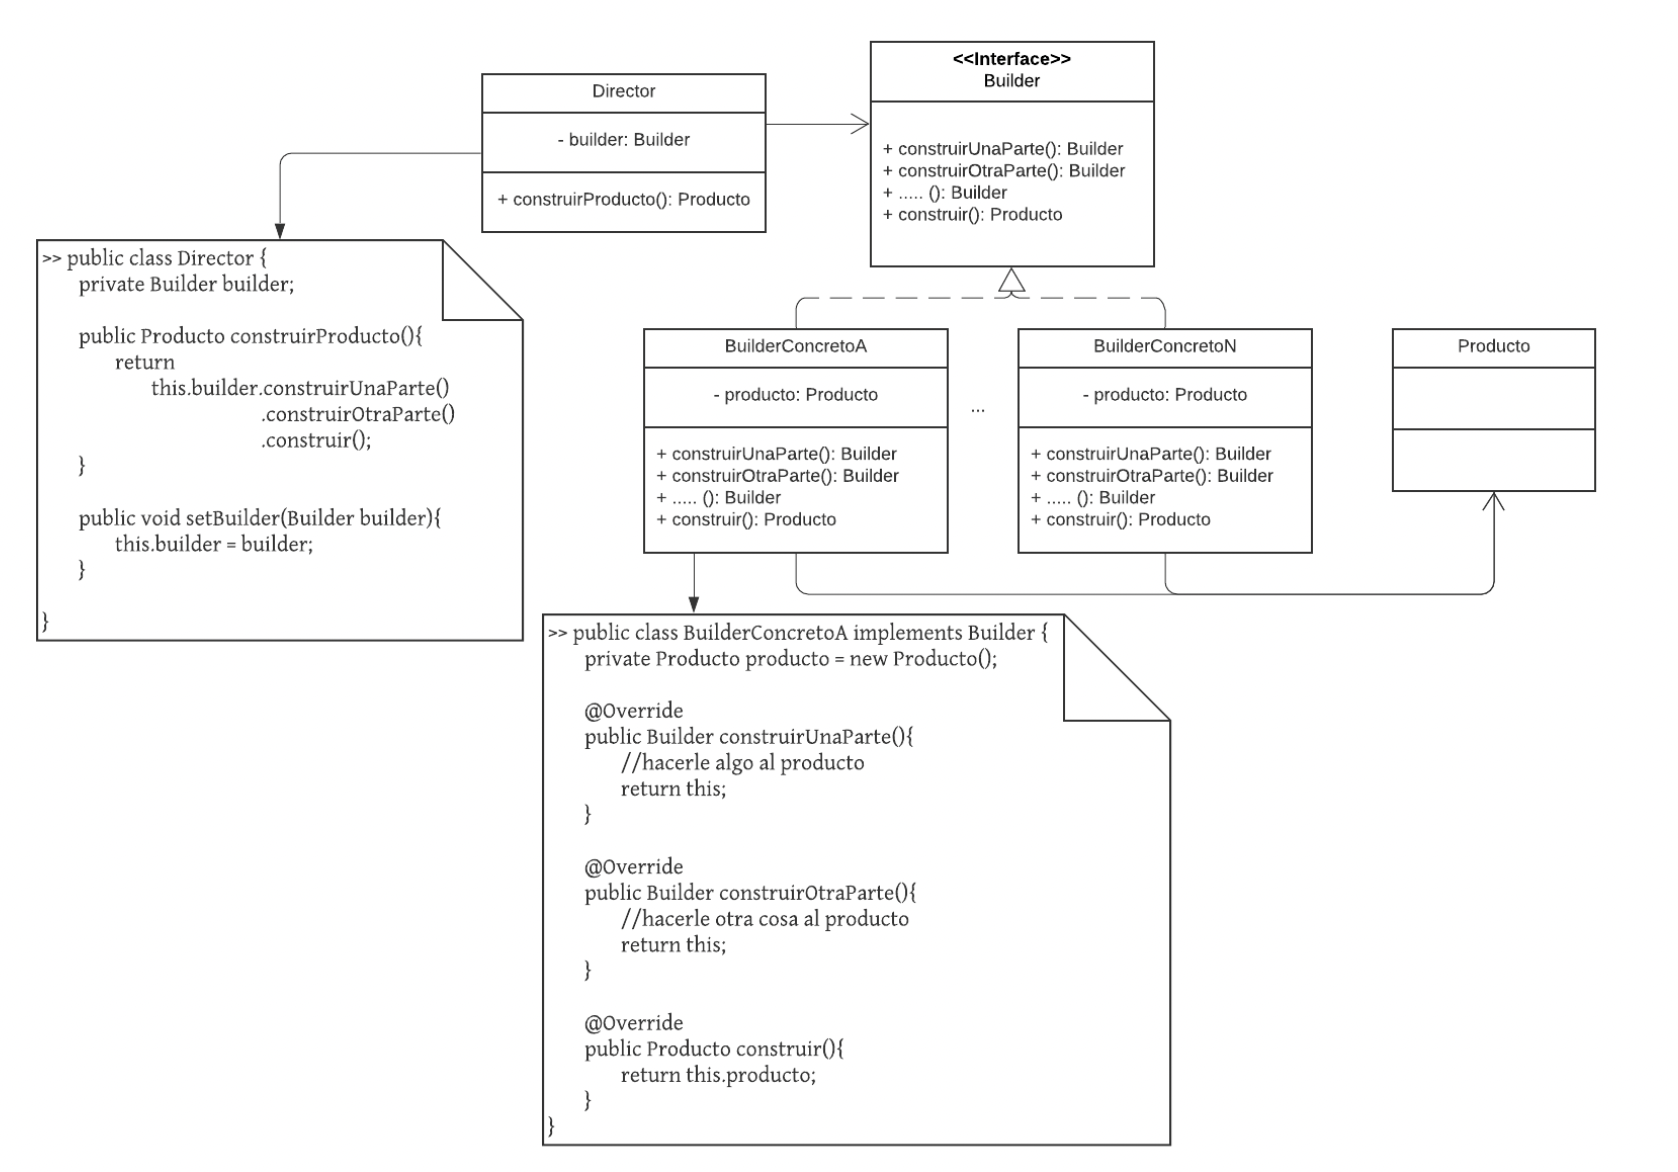 <<Interface>>
Builder
+ construirUnaParte(): Builder
+ construirOtraParte(): Builder
+ ..... (): Builder
+ construir(): Producto
Director
- builder: Builder
+ construirProducto(): Producto
>> public class Director {
private Builder builder;
public Producto construirProducto(){
return
this.builder.construirUnaParte()
.construirOtraParte()
.construir();
}
public void setBuilder(Builder builder){
this.builder = builder;
}
}
BuilderConcretoA
- producto: Producto
+ construirUnaParte(): Builder
+ construirOtraParte(): Builder
+ ..... (): Builder
+ construir(): Producto
...
BuilderConcretoN
- producto: Producto
+ construirUnaParte(): Builder
+ construirOtraParte(): Builder
+ ..... (): Builder
+ construir(): Producto
Producto
>> public class BuilderConcretoA implements Builder {
private Producto producto = new Producto();
@Override
public Builder construirUnaParte(){
//hacerle algo al producto
return this;
}
@Override
public Builder construirOtraParte(){
//hacerle otra cosa al producto
return this;
}
@Override
public Producto construir(){
return this.producto;
}
}